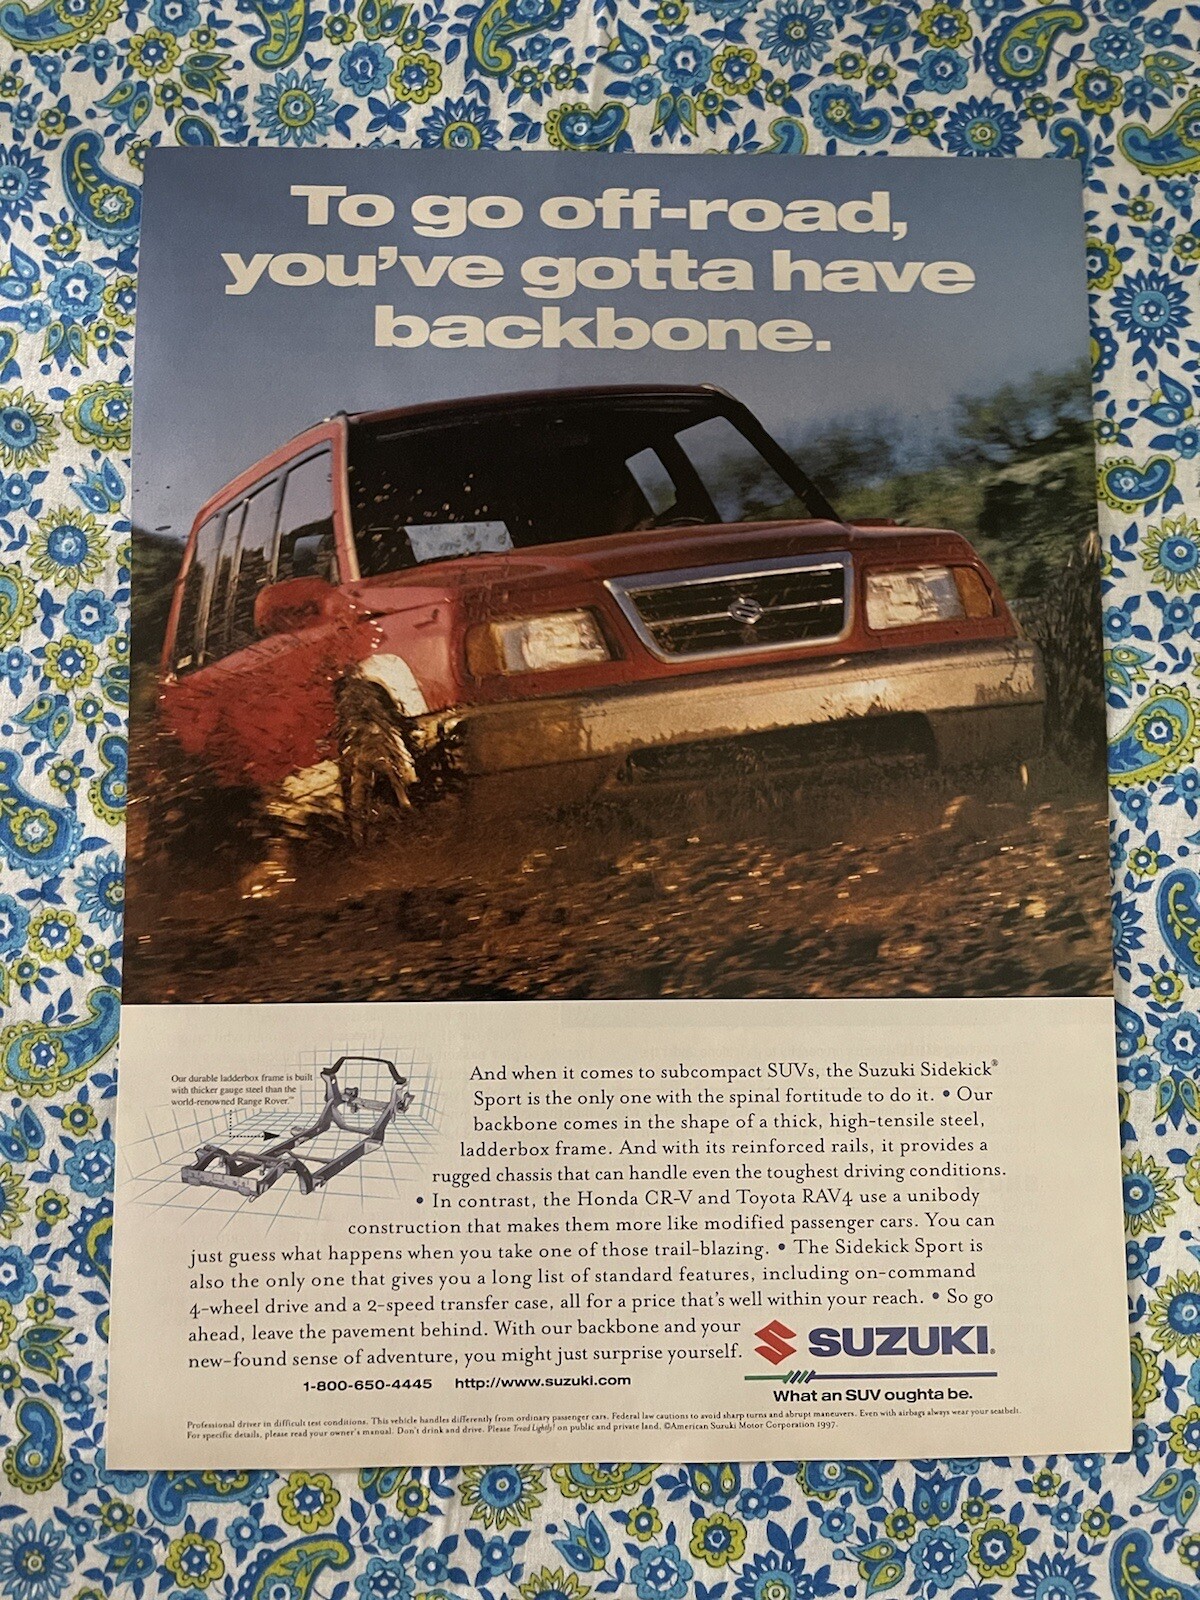 To go off-road,
you've gotta have
backbone.
Our durable ladderbox frame is built
with thicker gauge steel than the
world-renowned Range Rover.™
And when it comes to subcompact SUVs, the Suzuki Sidekick®
Sport is the only one with the spinal fortitude to do it. • Our
backbone comes in the shape of a thick, high-tensile steel,
ladderbox frame. And with its reinforced rails, it provides a
rugged chassis that can handle even the toughest driving conditions.
• In contrast, the Honda CR-V and Toyota RAV4 use a unibody
construction that makes them more like modified passenger cars. You can
just guess what happens when you take one of those trail-blazing. • The Sidekick Sport is
also the only one that gives you a long list of standard features, including on-command
4-wheel drive and a 2-speed transfer case, all for a price that's well within your reach. • So go
ahead, leave the pavement behind. With our backbone and your
new-found sense of adventure, you might just surprise yourself.
1-800-650-4445 http://www.suzuki.com
SUZUKI®
What an SUV oughta be.
Professional driver in difficult test conditions. This vehicle handles differently from ordinary passenger cars. Federal law cautions to avoid sharp turns and abrupt maneuvers. Even with airbags always wear your seatbelt.
For specific details, please read your owner's manual. Don't drink and drive. Please Tread Lightly! on public and private land. ©American Suzuki Motor Corporation 1997.